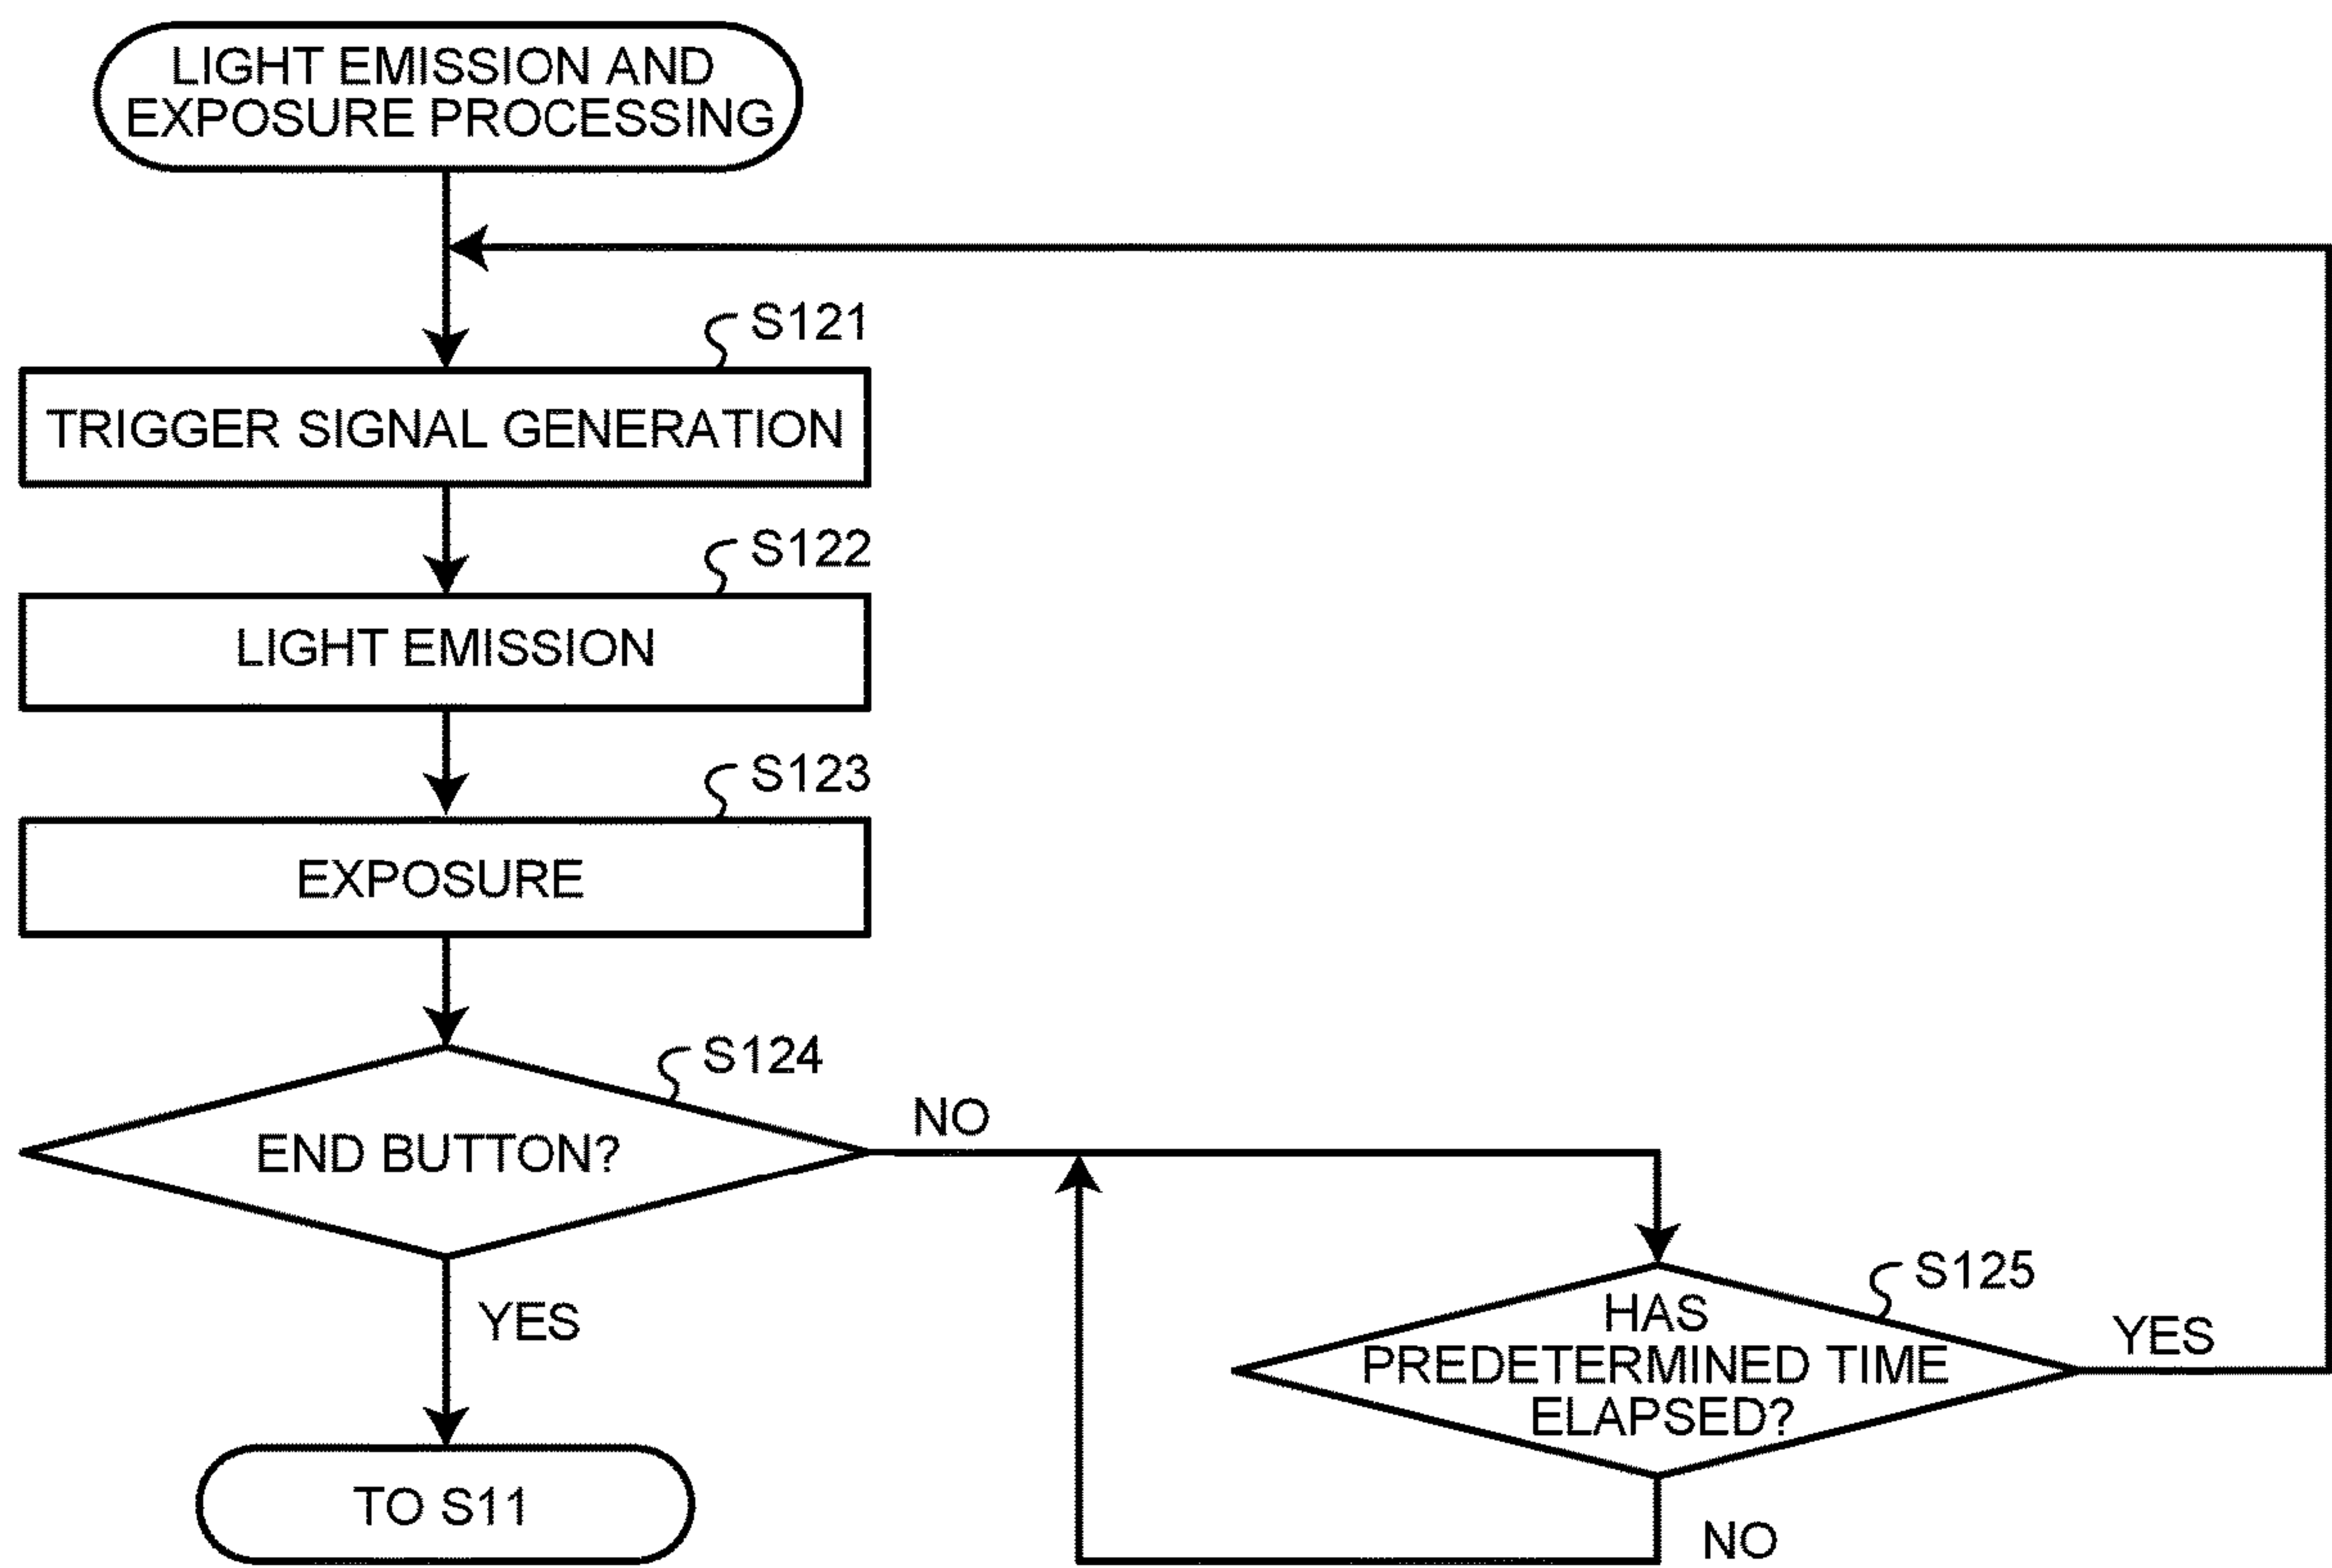 LIGHT EMISSION AND
EXPOSURE PROCESSING
S121
TRIGGER SIGNAL GENERATION
S122
LIGHT EMISSION
S123
EXPOSURE
S124
END BUTTON?
NO
YES
TO S11
S125
HAS
PREDETERMINED TIME
ELAPSED?
YES
NO